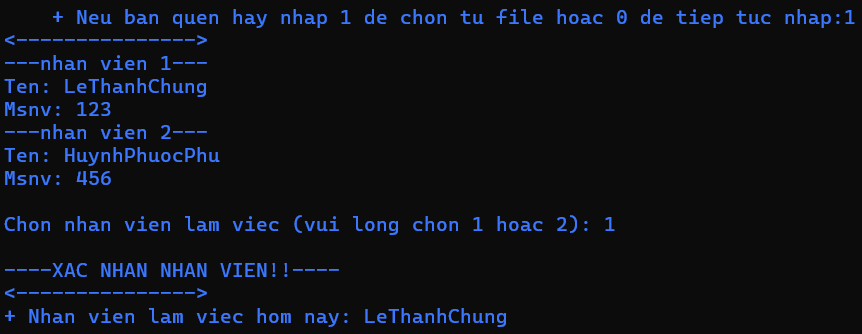 + Neu ban quen hay nhap 1 de chon tu file hoac 0 de tiep tuc nhap:1
<--------------->
---nhan vien 1---
Ten: LeThanhChung
Msnv: 123
---nhan vien 2---
Ten: HuynhPhuocPhu
Msnv: 456
Chon nhan vien lam viec (vui long chon 1 hoac 2): 1
----XAC NHAN NHAN VIEN!!----
<--------------->
+ Nhan vien lam viec hom nay: LeThanhChung